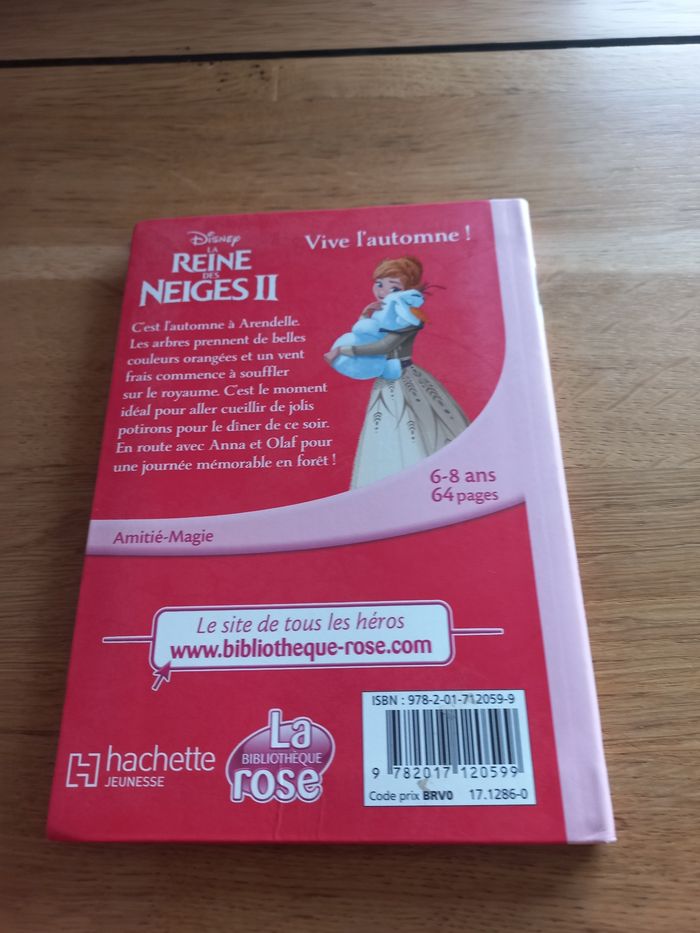 Disney
LA
REINE
DES
NEIGES II
Vive l'automne !
C'est l'automne à Arendelle.
Les arbres prennent de belles
couleurs orangées et un vent
frais commence à souffler
sur le royaume. C'est le moment
idéal pour aller cueillir de jolis
potirons pour le dîner de ce soir.
En route avec Anna et Olaf pour
une journée mémorable en forêt !
6-8 ans
64 pages
Amitié-Magie
Le site de tous les héros
www.bibliotheque-rose.com
hachette
JEUNESSE
La
BIBLIOTHÈQUE
rose
ISBN : 978-2-01-712059-9
9 782017 120599
Code prix BRV0 17.1286-0